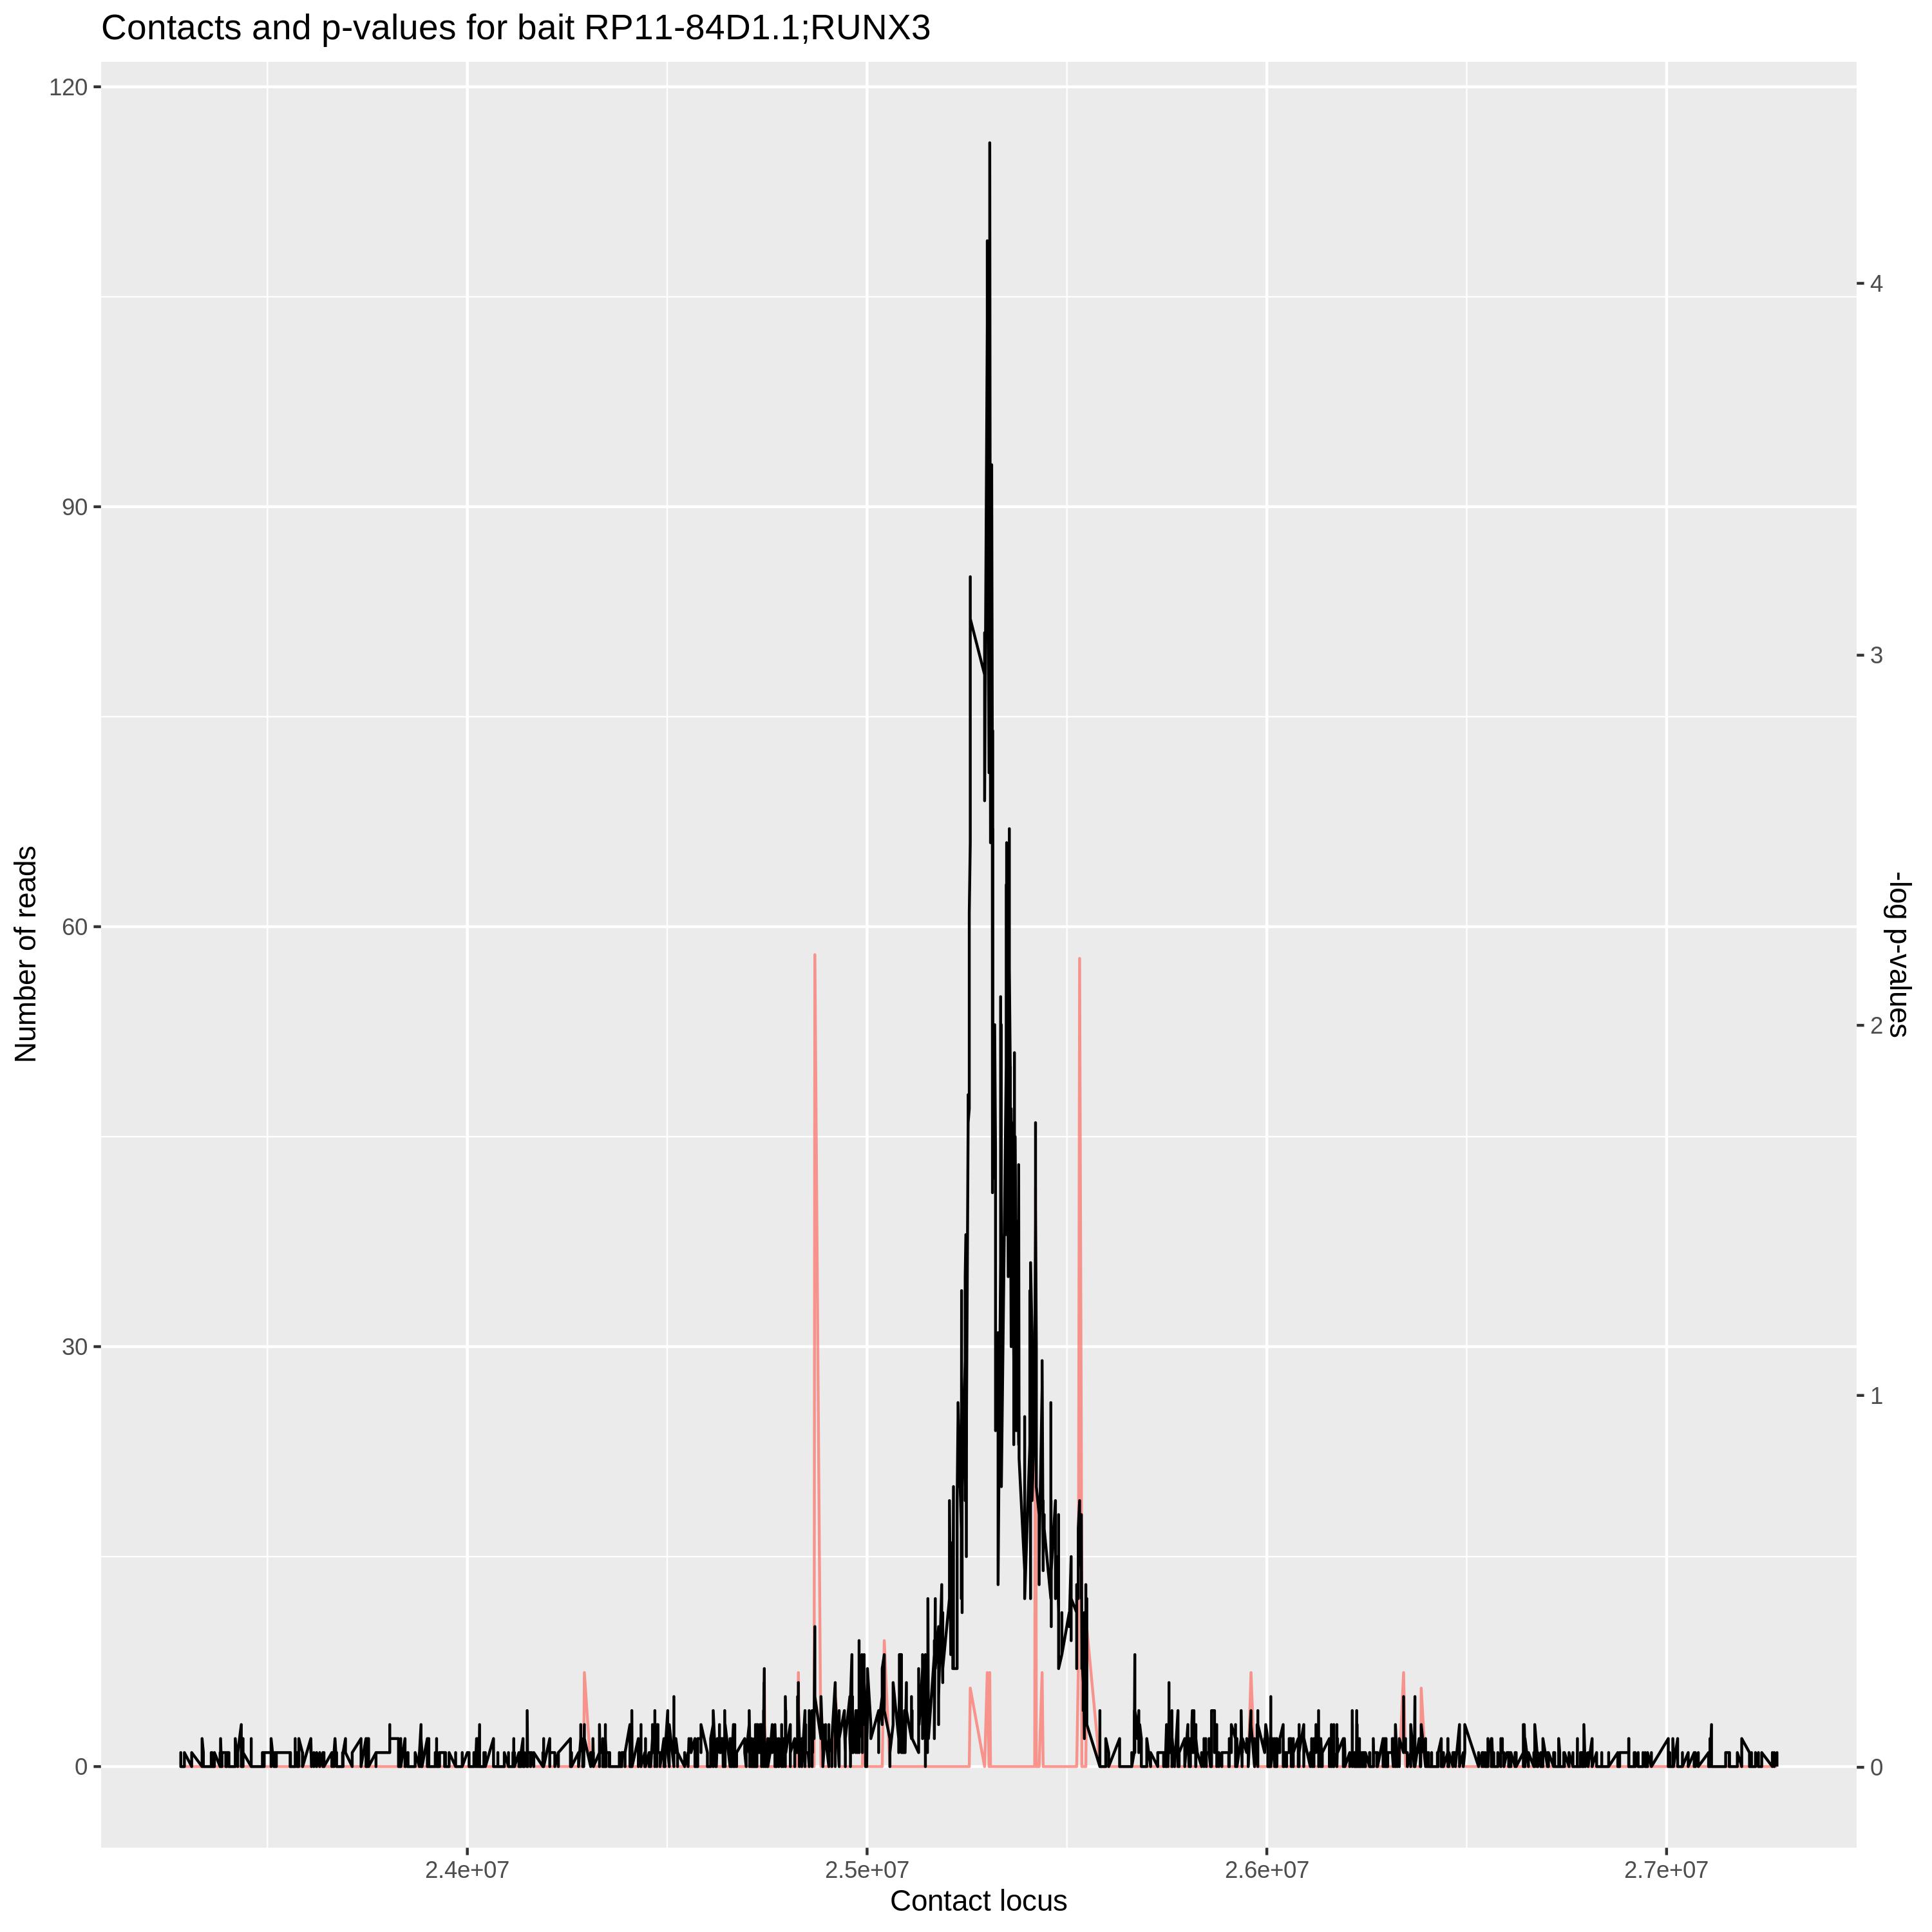 Contacts and p-values for bait RP11-84D1.1;RUNX3
120
90
60
30
0
Number of reads
4
3
2
1
0
-log p-values
2.4e+07
2.5e+07
2.6e+07
2.7e+07
Contact locus